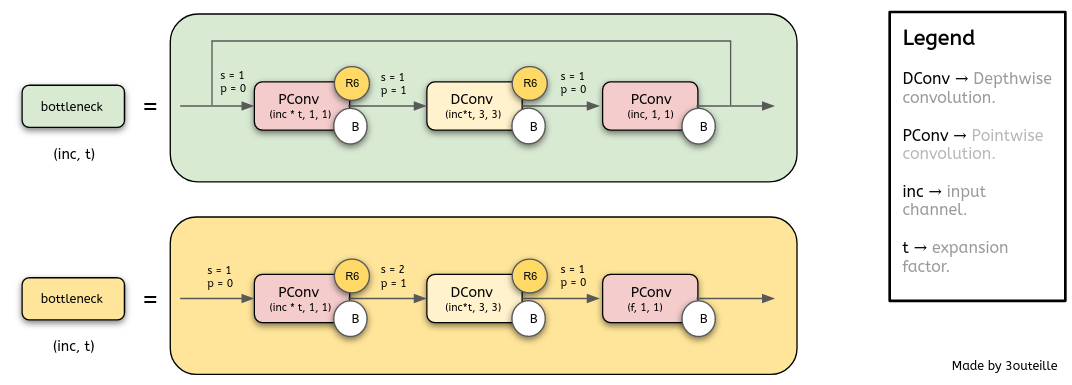 bottleneck
(inc, t)
=
s = 1
p = 0
PConv
(inc * t, 1, 1)
R6
B
s = 1
p = 1
DConv
(inc*t, 3, 3)
R6
B
s = 1
p = 0
PConv
(inc, 1, 1)
B
bottleneck
(inc, t)
=
s = 1
p = 0
PConv
(inc * t, 1, 1)
R6
B
s = 2
p = 1
DConv
(inc*t, 3, 3)
R6
B
s = 1
p = 0
PConv
(f, 1, 1)
B
Legend
DConv → Depthwise
convolution.
PConv → Pointwise
convolution.
inc → input
channel.
t → expansion
factor.
Made by 3outeille